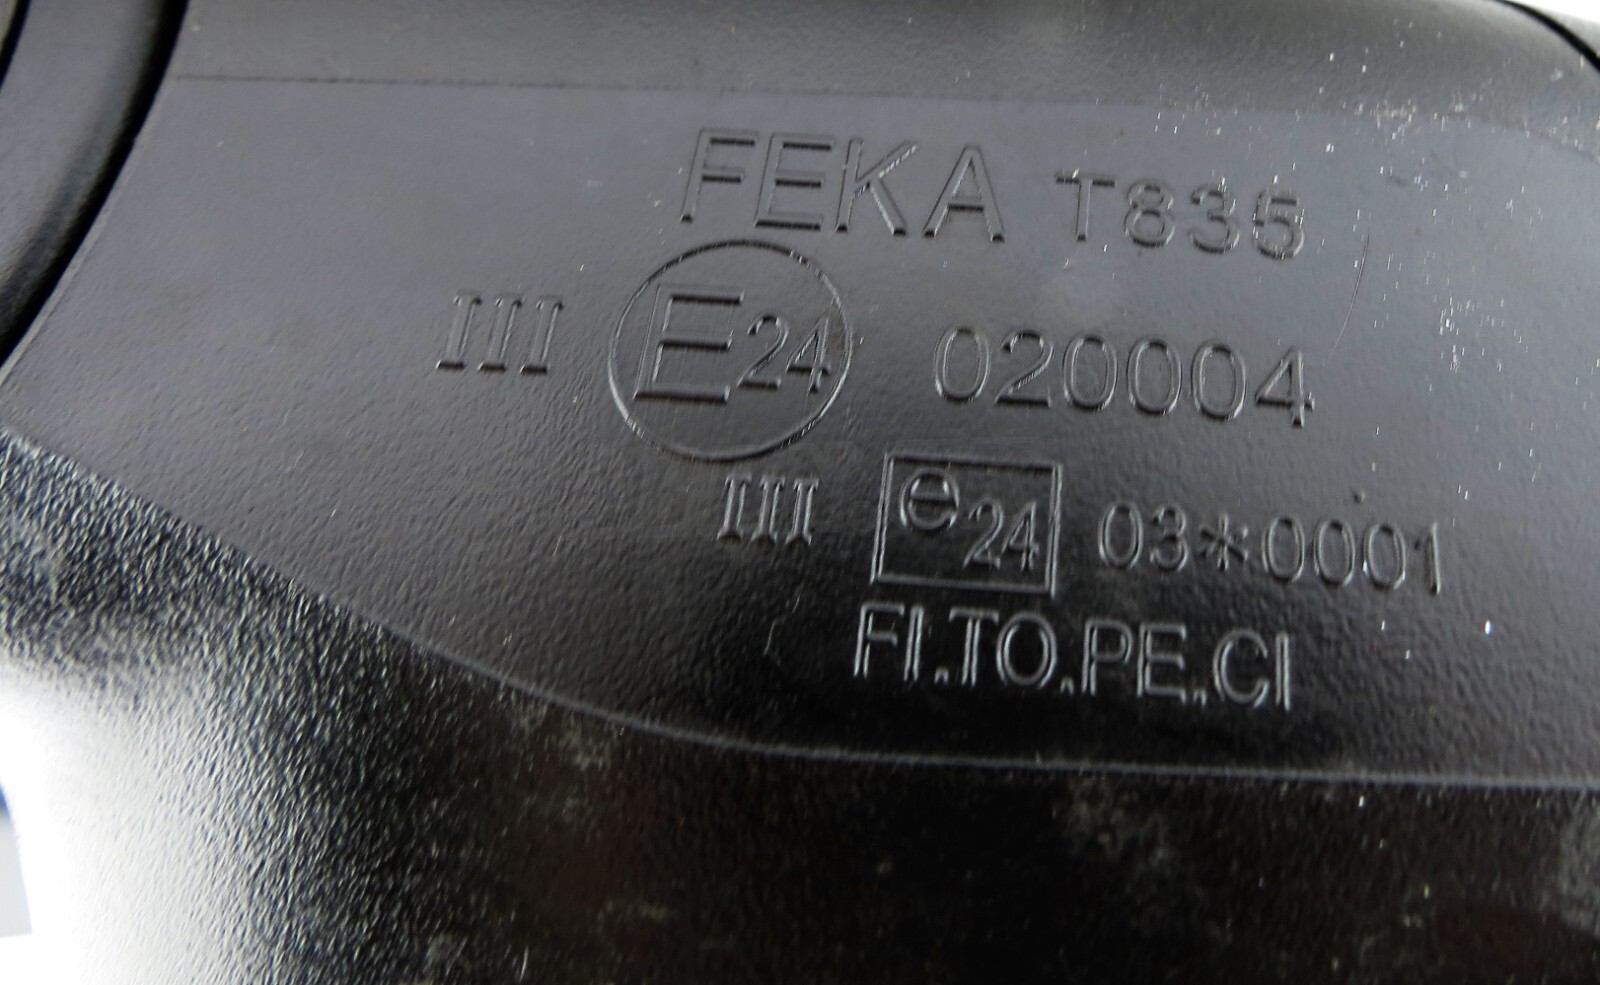 FEKA T835
III E24 020004
III e24 03*0001
FI.TO.PE.CI